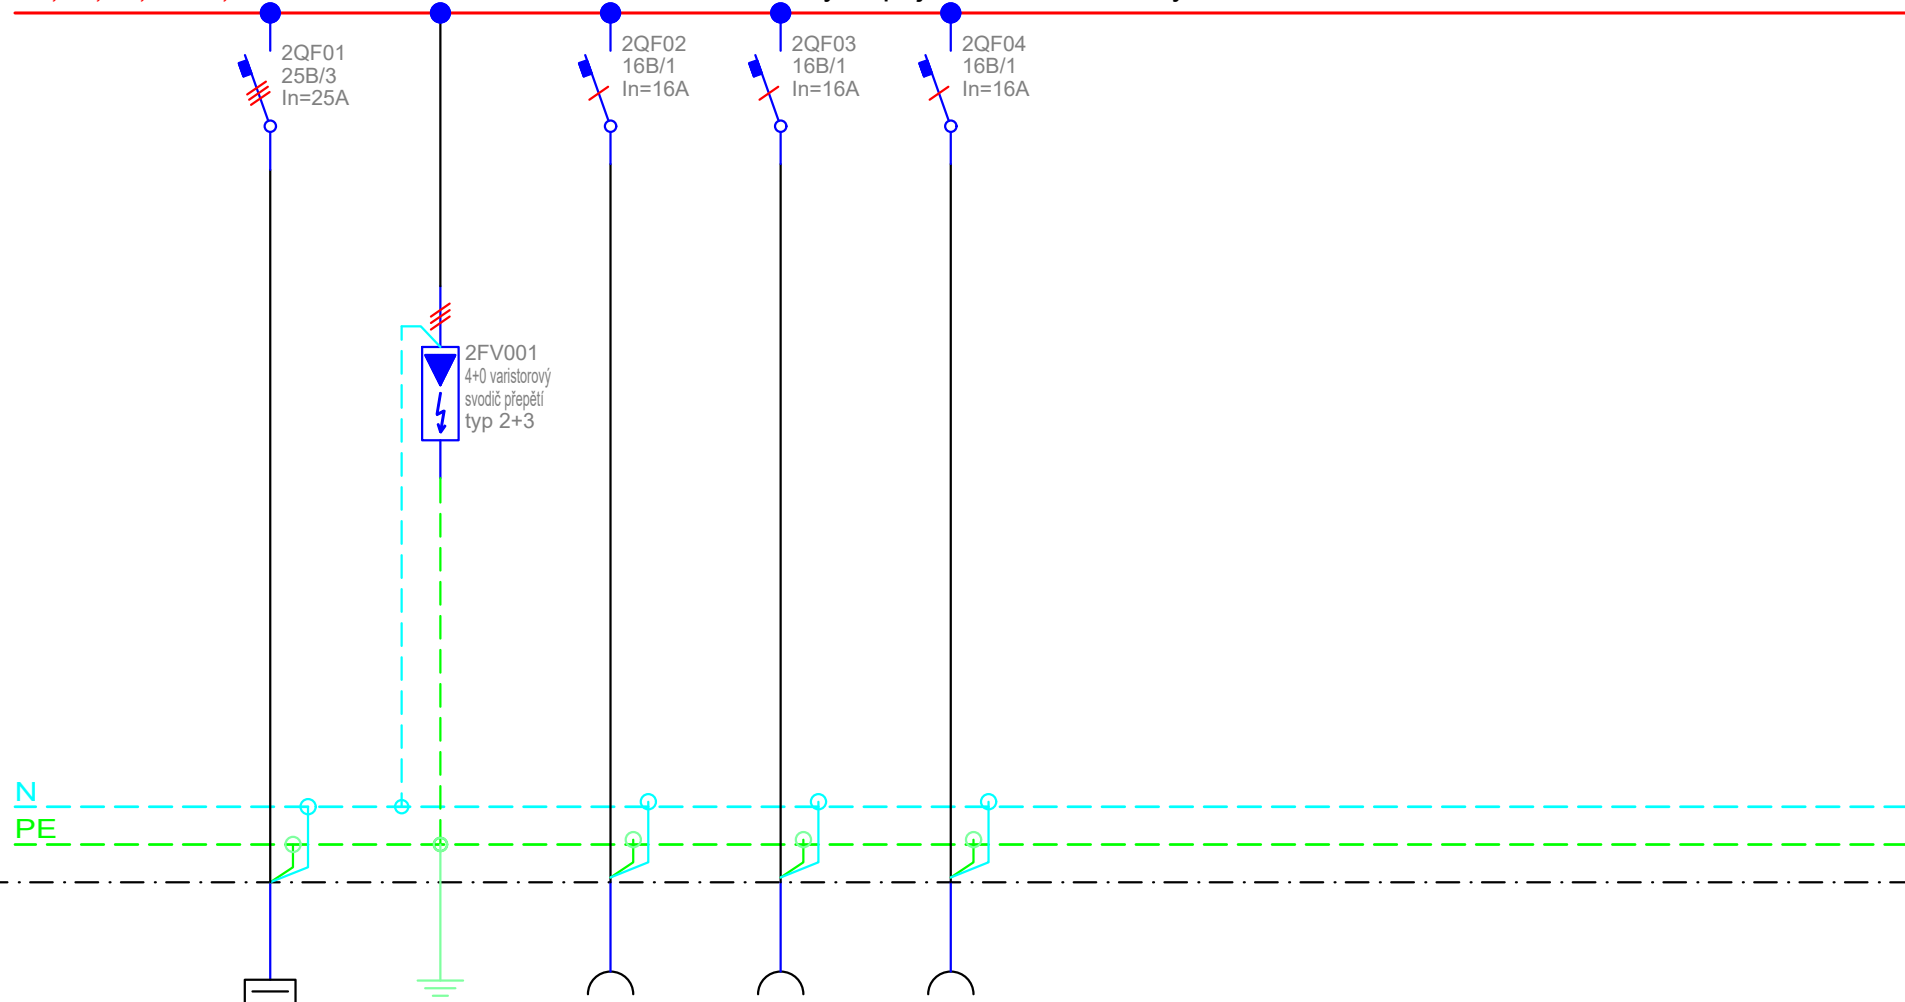 2QF01
25B/3
In=25A
2QF02
16B/1
In=16A
2QF03
16B/1
In=16A
2QF04
16B/1
In=16A
2FV001
4+0 varistorový
svodič přepětí
typ 2+3
N
PE